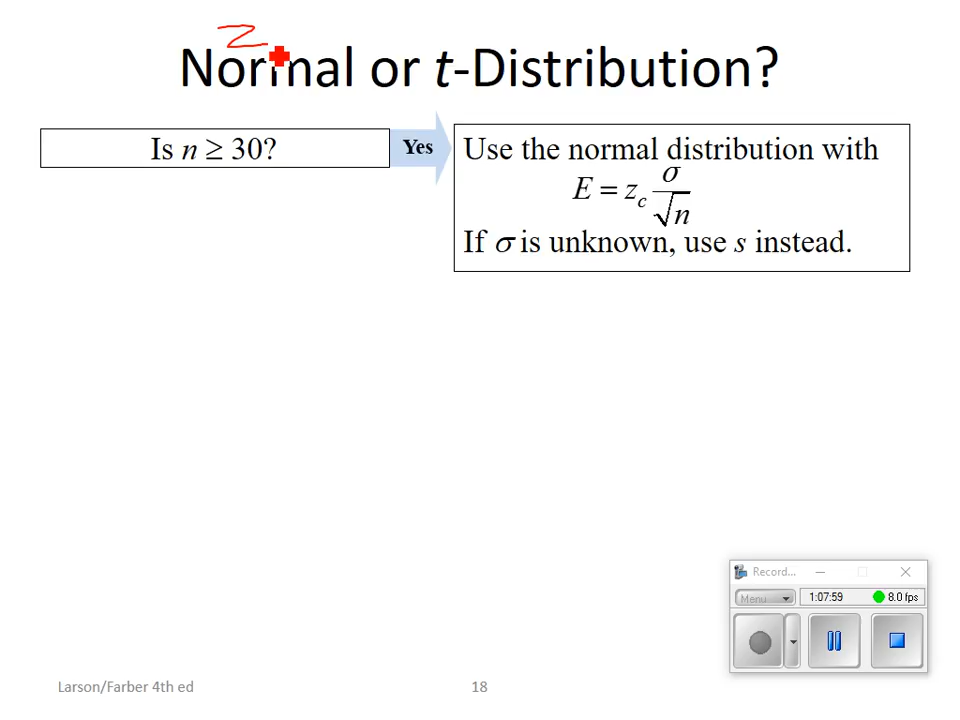 z
Normal or t-Distribution?
Is n ≥ 30?
Yes
Use the normal distribution with
E = z_c σ/√n
If σ is unknown, use s instead.
Record...
Menu
1:07:59
8.0 fps
Larson/Farber 4th ed
18